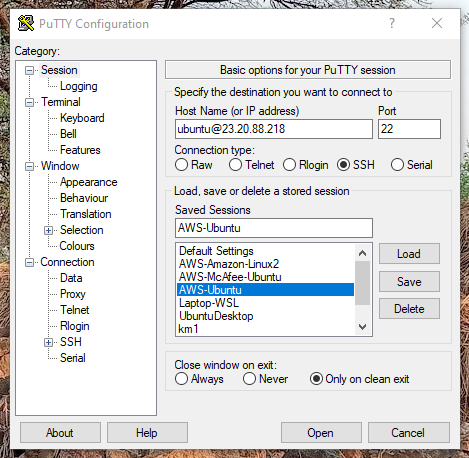 PuTTY Configuration
Category:
Session
Logging
Terminal
Keyboard
Bell
Features
Window
Appearance
Behaviour
Translation
Selection
Colours
Connection
Data
Proxy
Telnet
Rlogin
SSH
Serial
Basic options for your PuTTY session
Specify the destination you want to connect to
Host Name (or IP address) Port
ubuntu@23.20.88.218 22
Connection type:
Raw Telnet Rlogin SSH Serial
Load, save or delete a stored session
Saved Sessions
AWS-Ubuntu
Default Settings
AWS-Amazon-Linux2
AWS-McAfee-Ubuntu
AWS-Ubuntu
Laptop-WSL
UbuntuDesktop
km1
Load
Save
Delete
Close window on exit:
Always Never Only on clean exit
About Help Open Cancel